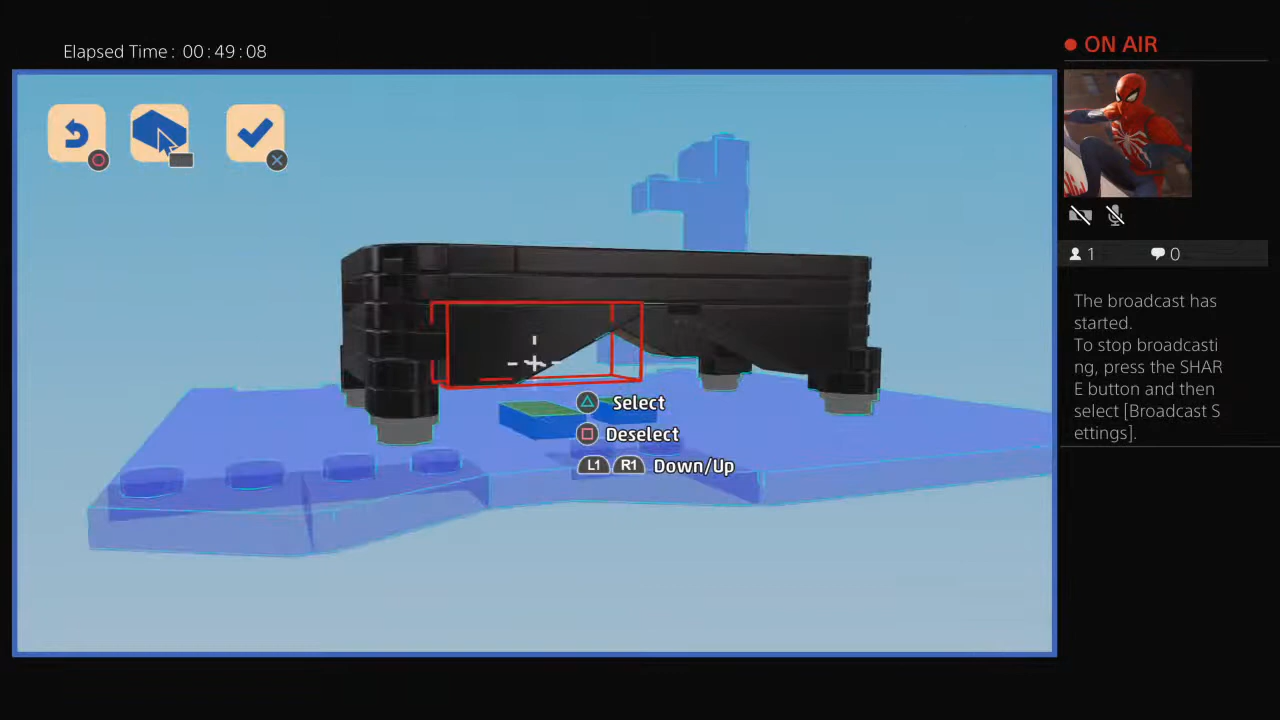 Elapsed Time: 00:49:08
ON AIR
1
0
The broadcast has
started.
To stop broadcasti
ng, press the SHAR
E button and then
select [Broadcast S
ettings].
Select
Deselect
L1 R1 Down/Up